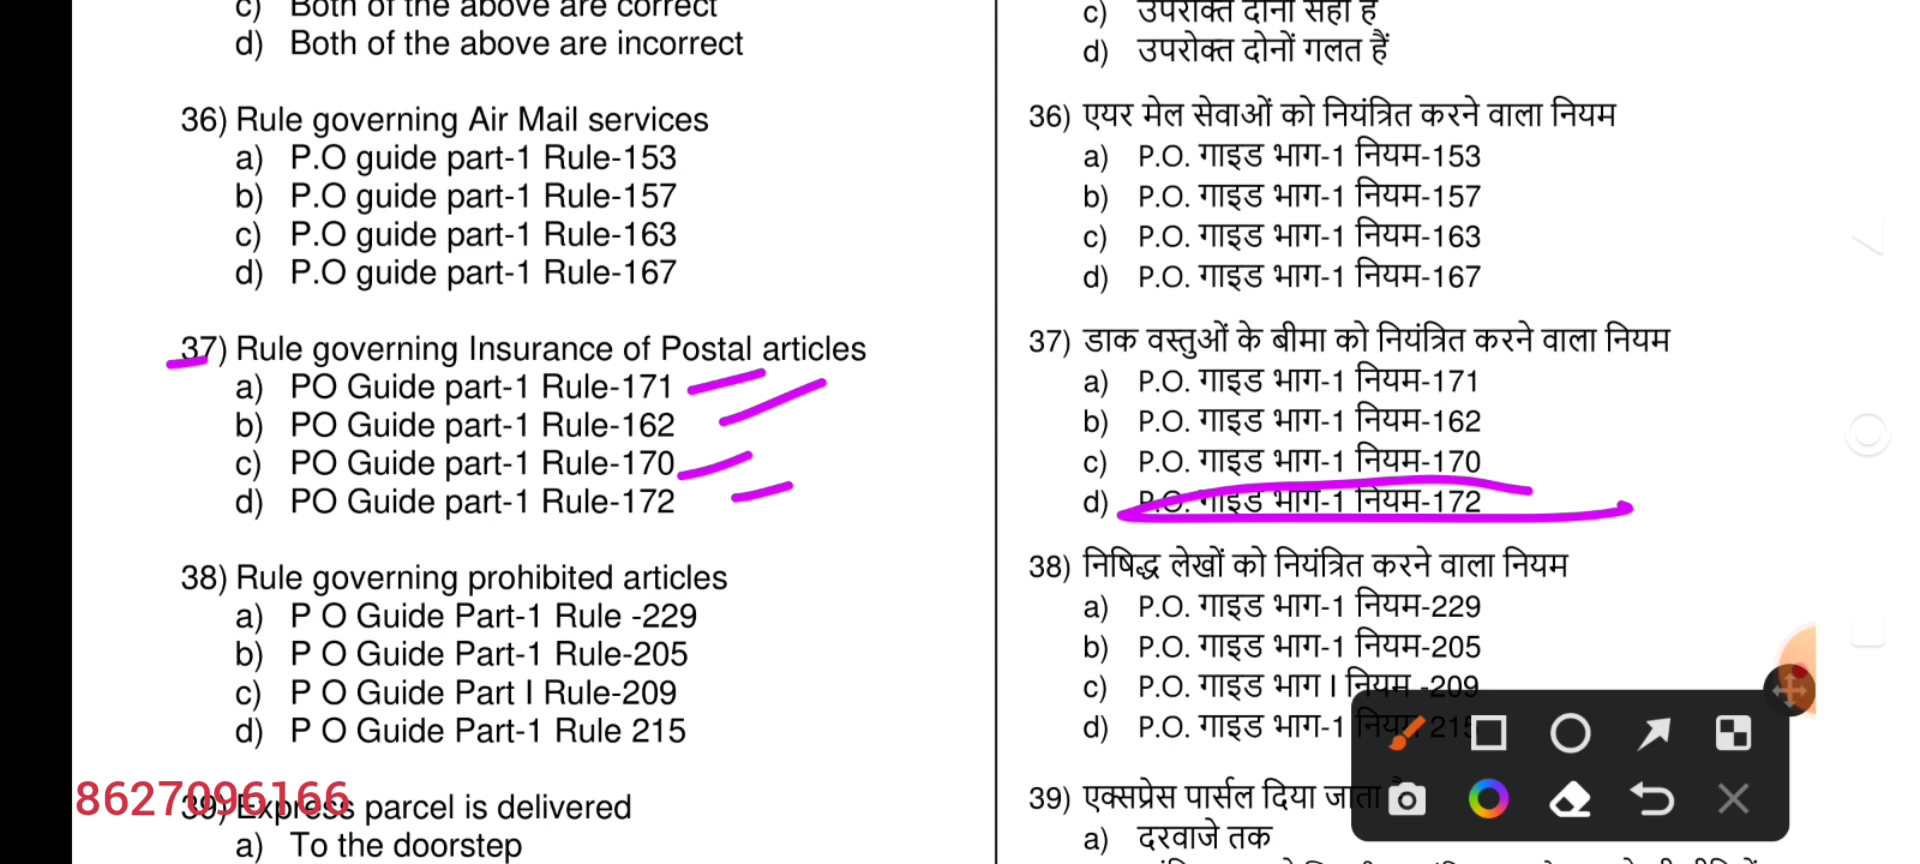 c) Both of the above are correct
d) Both of the above are incorrect
36) Rule governing Air Mail services
a) P.O guide part-1 Rule-153
b) P.O guide part-1 Rule-157
c) P.O guide part-1 Rule-163
d) P.O guide part-1 Rule-167
37) Rule governing Insurance of Postal articles
a) PO Guide part-1 Rule-171
b) PO Guide part-1 Rule-162
c) PO Guide part-1 Rule-170
d) PO Guide part-1 Rule-172
38) Rule governing prohibited articles
a) P O Guide Part-1 Rule -229
b) P O Guide Part-1 Rule-205
c) P O Guide Part I Rule-209
d) P O Guide Part-1 Rule 215
8627096166
39) Express parcel is delivered
a) To the doorstep
c) उपरोक्त दोनों सही हैं
d) उपरोक्त दोनों गलत हैं
36) एयर मेल सेवाओं को नियंत्रित करने वाला नियम
a) P.O. गाइड भाग-1 नियम-153
b) P.O. गाइड भाग-1 नियम-157
c) P.O. गाइड भाग-1 नियम-163
d) P.O. गाइड भाग-1 नियम-167
37) डाक वस्तुओं के बीमा को नियंत्रित करने वाला नियम
a) P.O. गाइड भाग-1 नियम-171
b) P.O. गाइड भाग-1 नियम-162
c) P.O. गाइड भाग-1 नियम-170
d) P.O. गाइड भाग-1 नियम-172
38) निषिद्ध लेखों को नियंत्रित करने वाला नियम
a) P.O. गाइड भाग-1 नियम-229
b) P.O. गाइड भाग-1 नियम-205
c) P.O. गाइड भाग I नियम -209
d) P.O. गाइड भाग-1 नियम 215
39) एक्सप्रेस पार्सल दिया जाता
a) दरवाजे तक